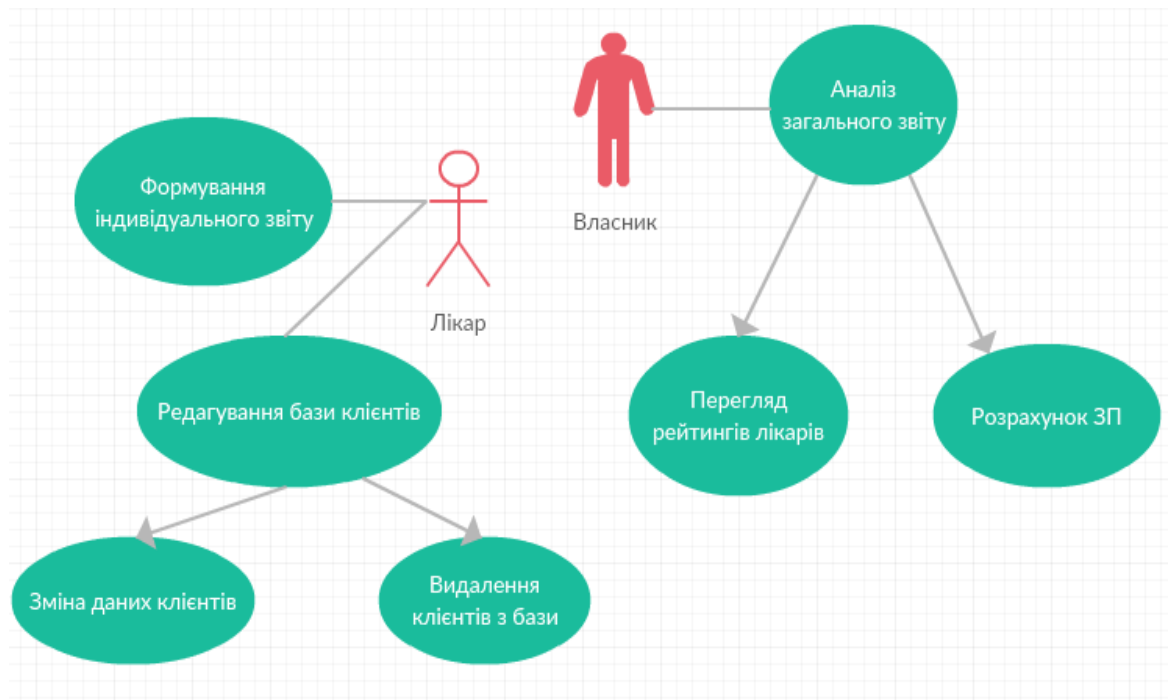 Аналіз
загального звіту
Формування
індивідуального звіту
Власник
Лікар
Редагування бази клієнтів
Перегляд
рейтингів лікарів
Розрахунок ЗП
Зміна даних клієнтів
Видалення
клієнтів з бази